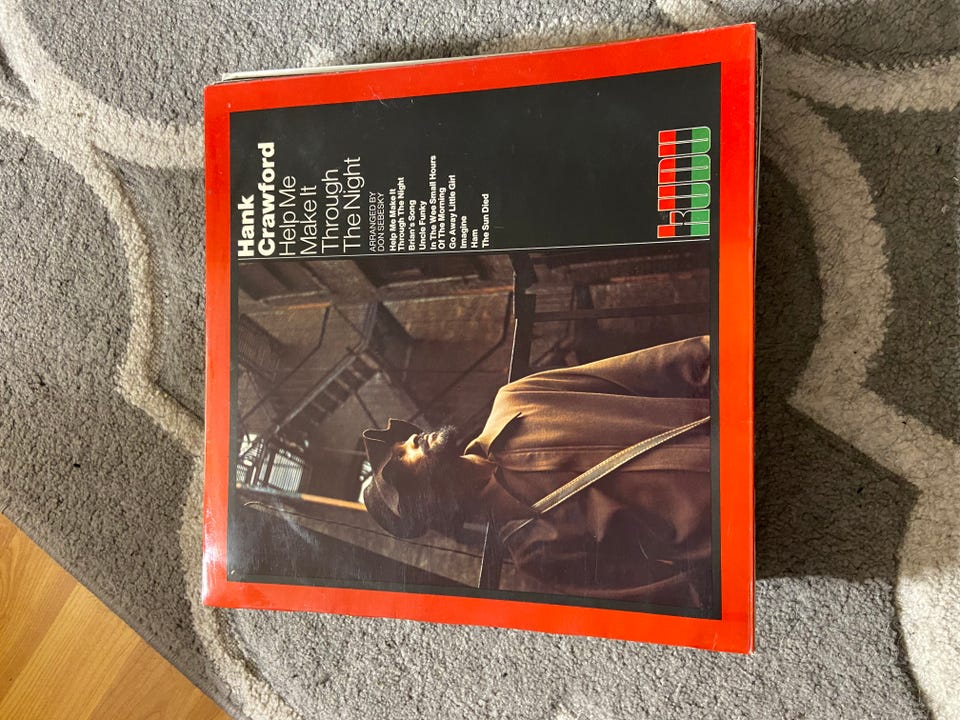 Hank
Crawford
Help Me
Make It
Through
The Night
ARRANGED BY
DON SEBESKY
Help Me Make It
Through The Night
Brian's Song
Uncle Funky
In The Wee Small Hours
Of The Morning
Go Away Little Girl
Imagine
Ham
The Sun Died
KUDU